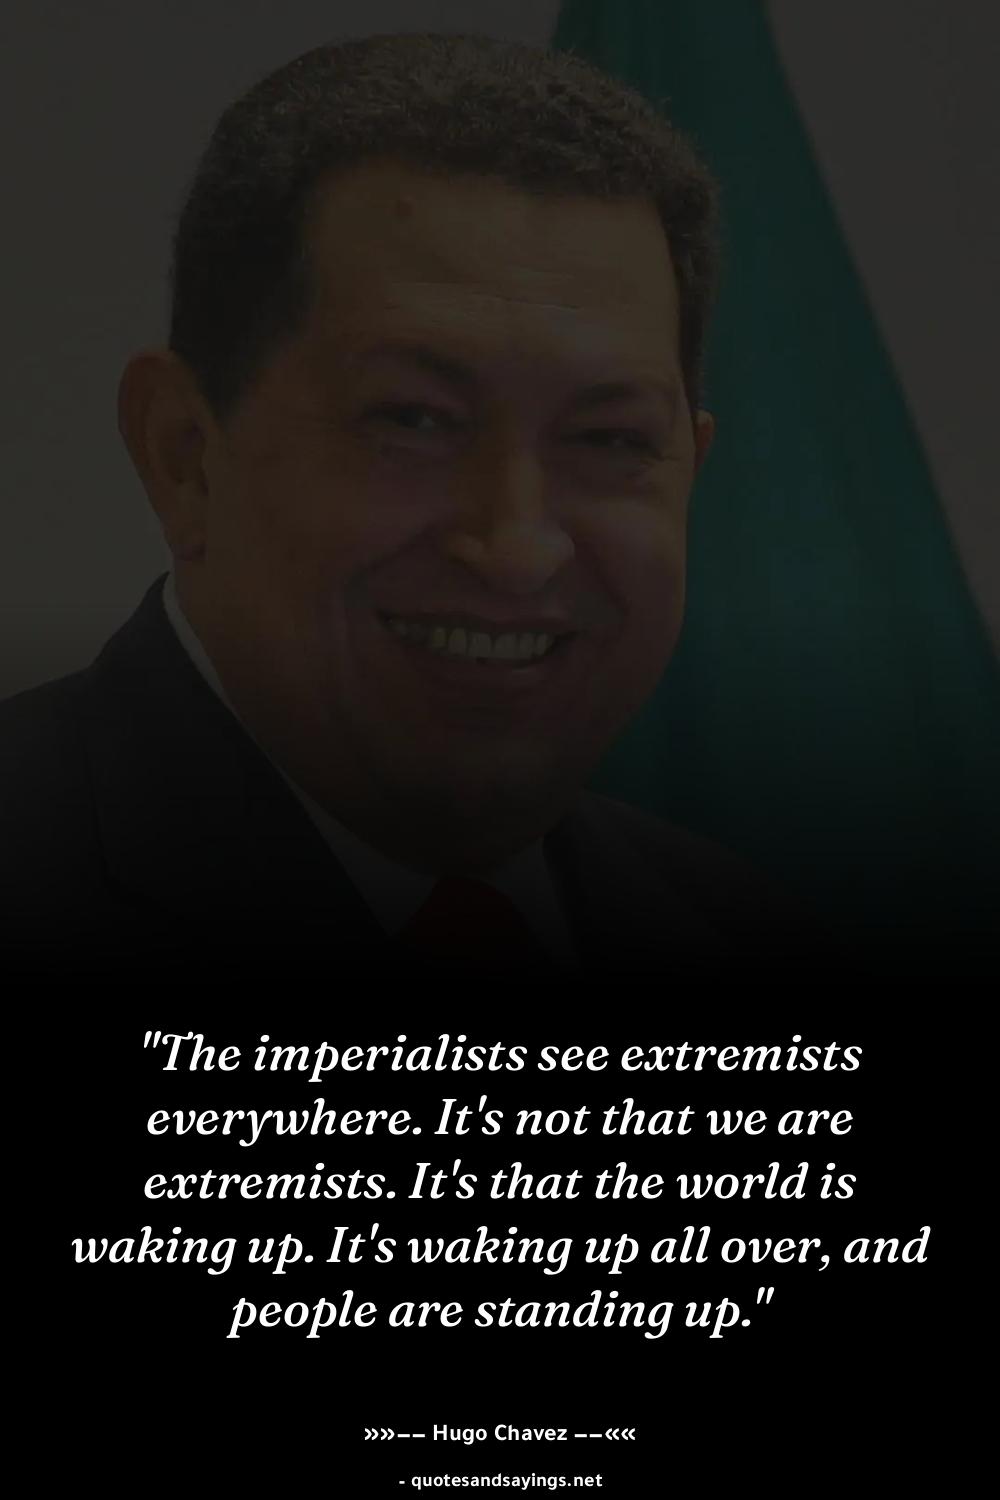 "The imperialists see extremists
everywhere. It's not that we are
extremists. It's that the world is
waking up. It's waking up all over, and
people are standing up."
»»–– Hugo Chavez ––««
- quotesandsayings.net